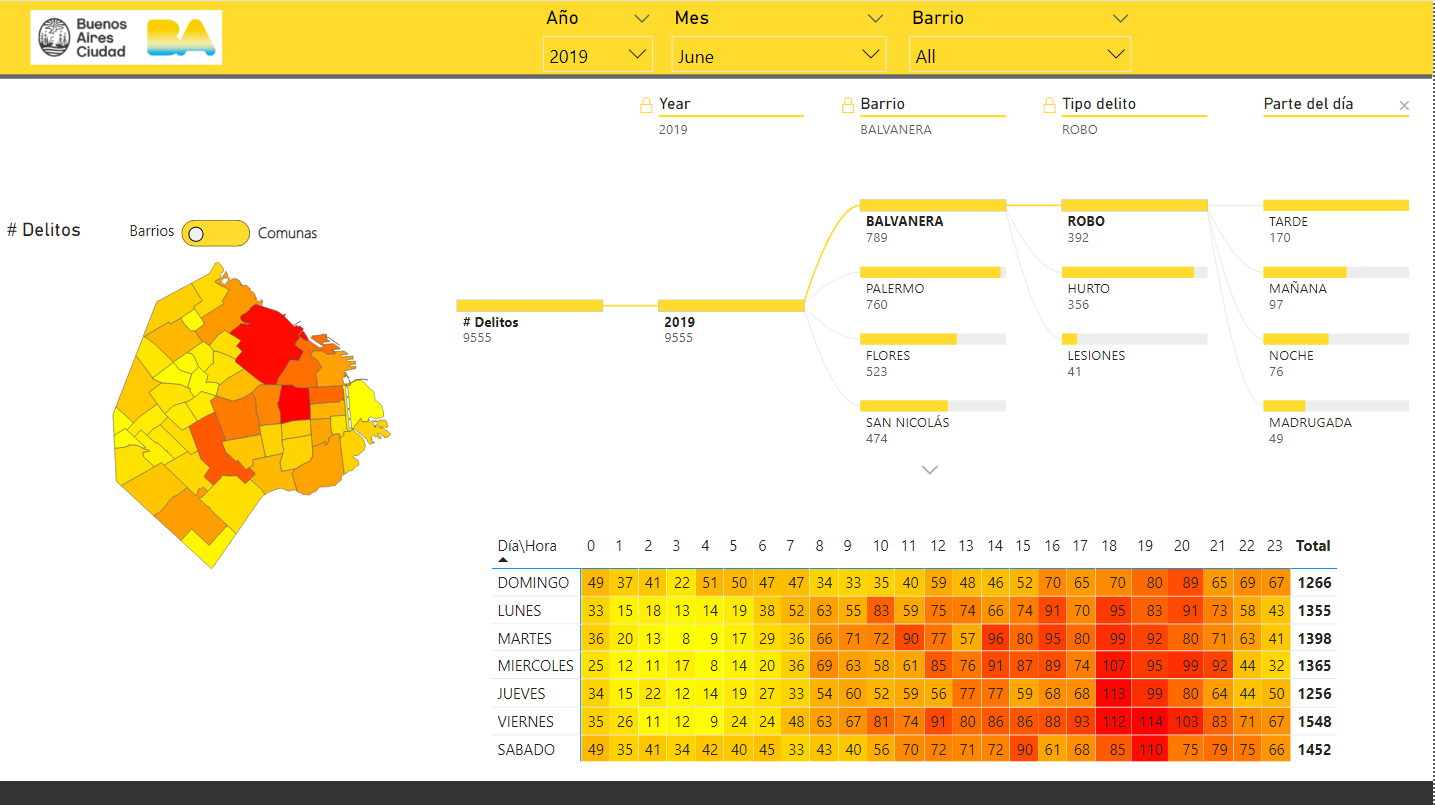 Buenos
Aires
Ciudad
BA
Año Mes Barrio
2019 June All
Year Barrio Tipo delito Parte del día
2019 BALVANERA ROBO
# Delitos
Barrios Comunas
# Delitos
9555
2019
9555
BALVANERA
789
PALERMO
760
FLORES
523
SAN NICOLÁS
474
ROBO
392
HURTO
356
LESIONES
41
TARDE
170
MAÑANA
97
NOCHE
76
MADRUGADA
49
Día\Hora 0 1 2 3 4 5 6 7 8 9 10 11 12 13 14 15 16 17 18 19 20 21 22 23 Total
DOMINGO 49 37 41 22 51 50 47 47 34 33 35 40 59 48 46 52 70 65 70 80 89 65 69 67 1266
LUNES 33 15 18 13 14 19 38 52 63 55 83 59 75 74 66 74 91 70 95 83 91 73 58 43 1355
MARTES 36 20 13 8 9 17 29 36 66 71 72 90 77 57 96 80 95 80 99 92 80 71 63 41 1398
MIERCOLES 25 12 11 17 8 14 20 36 69 63 58 61 85 76 91 87 89 74 107 95 99 92 44 32 1365
JUEVES 34 15 22 12 14 19 27 33 54 60 52 59 56 77 77 59 68 68 113 99 80 64 44 50 1256
VIERNES 35 26 11 12 9 24 24 48 63 67 81 74 91 80 86 86 88 93 112 114 103 83 71 67 1548
SABADO 49 35 41 34 42 40 45 33 43 40 56 70 72 71 72 90 61 68 85 110 75 79 75 66 1452